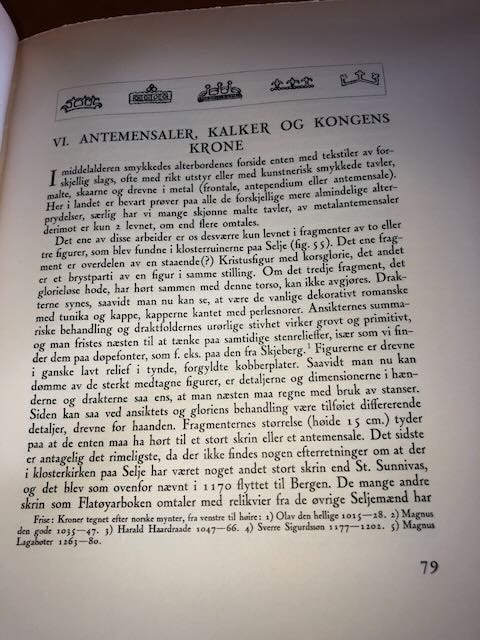 VI. ANTEMENSALER, KALKER OG KONGENS
KRONE
I middelalderen smykkedes alterbordenes forside enten med tekstiler av for-
skjellig slags, ofte med rikt utstyr eller med kunstnerisk smykkede tavler,
malte, skaarne og drevne i metal (frontale, antependium eller antemensale).
Her i landet er bevart prøver paa alle de forskjellige mere almindelige alter-
prydelser, særlig har vi mange skjønne malte tavler, av metalantemensaler
derimot er kun 2 levnet, om end flere omtales.
Det ene av disse arbeider er os desværre kun levnet i fragmenter av to eller
tre figurer, som blev fundne i klosterruinerne paa Selje (fig. 55). Det ene frag-
ment er overdelen av en staaende(?) Kristusfigur med korsglorie, det andet
er et brystparti av en figur i samme stilling. Om det tredje fragment, det
glorieløse hode, har hørt sammen med denne torso, kan ikke avgjøres. Drak-
terne synes, saavidt man nu kan se, at være de vanlige dekorativt romanske
med tunika og kappe, kapperne kantet med perlesnorer. Ansikternes summa-
riske behandling og draktfoldernes urørlige stivhet virker grovt og primitivt,
og man fristes næsten til at tænke paa samtidige stenrelieffer, især som vi fin-
der dem paa døpefonter, som f. eks. paa den fra Skjeberg.¹ Figurerne er drevne
i ganske lavt relief i tynde, forgyldte kobberplater. Saavidt man nu kan
dømme av de sterkt medtagne figurer, er detaljerne og dimensionerne i hæn-
derne og drakterne saa ens, at man næsten maa regne med bruk av stanser.
Siden kan saa ved ansiktets og gloriens behandling være tilføiet differerende
detaljer, drevne for haanden. Fragmenternes størrelse (høide 15 cm.) tyder
paa at de enten maa ha hørt til et stort skrin eller et antemensale. Det sidste
er antagelig det rimeligste, da der ikke findes nogen efterretning om at der
i klosterkirken paa Selje har været noget andet stort skrin end St. Sunnivas,
og det blev som ovenfor nævnt i 1170 flyttet til Bergen. De mange andre
skrin som Flatøyarboken omtaler med relikvier fra de øvrige Seljemænd har
Frise: Kroner tegnet efter norske mynter, fra venstre til høire: 1) Olav den hellige 1015—28. 2) Magnus
den gode 1035—47. 3) Harald Haardraade 1047—66. 4) Sverre Sigurdsson 1177—1202. 5) Magnus
Lagabøter 1263—80.
79